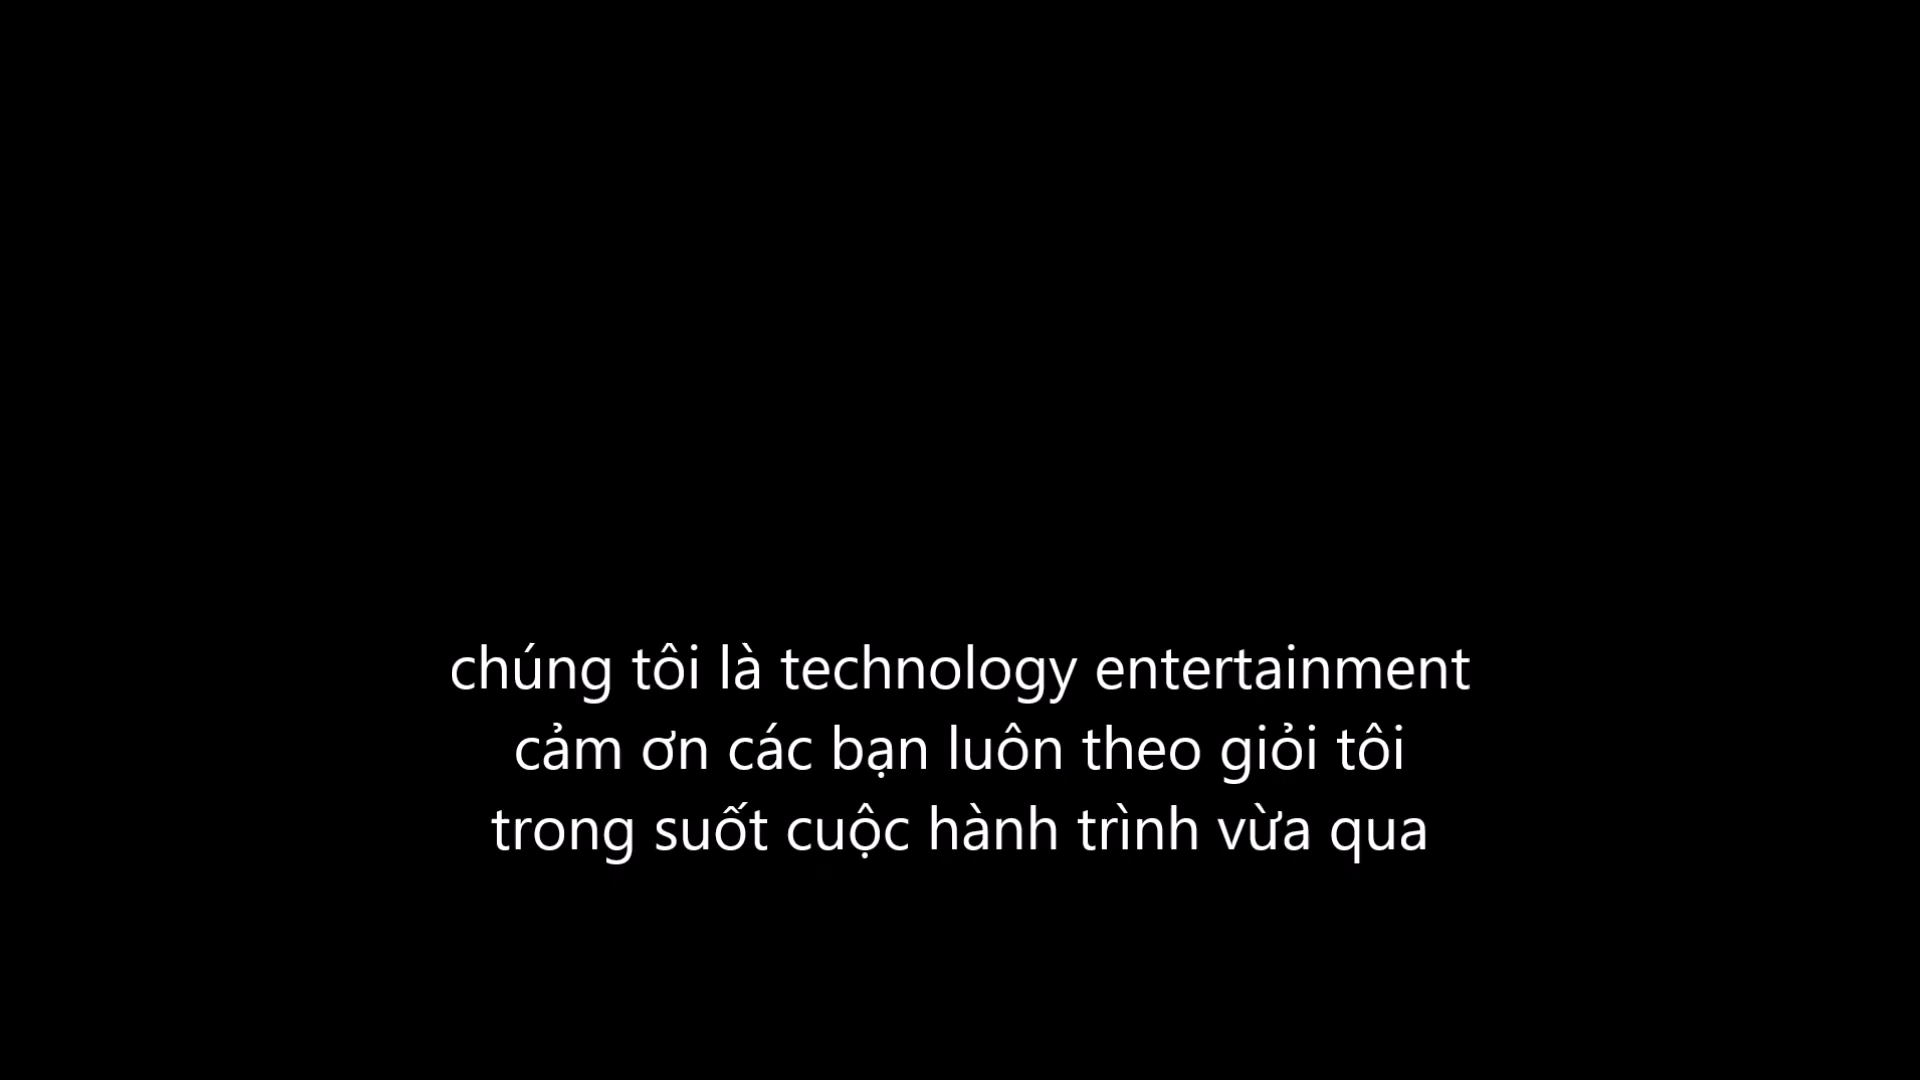 chúng tôi là technology entertainment
cảm ơn các bạn luôn theo giỏi tôi
trong suốt cuộc hành trình vừa qua